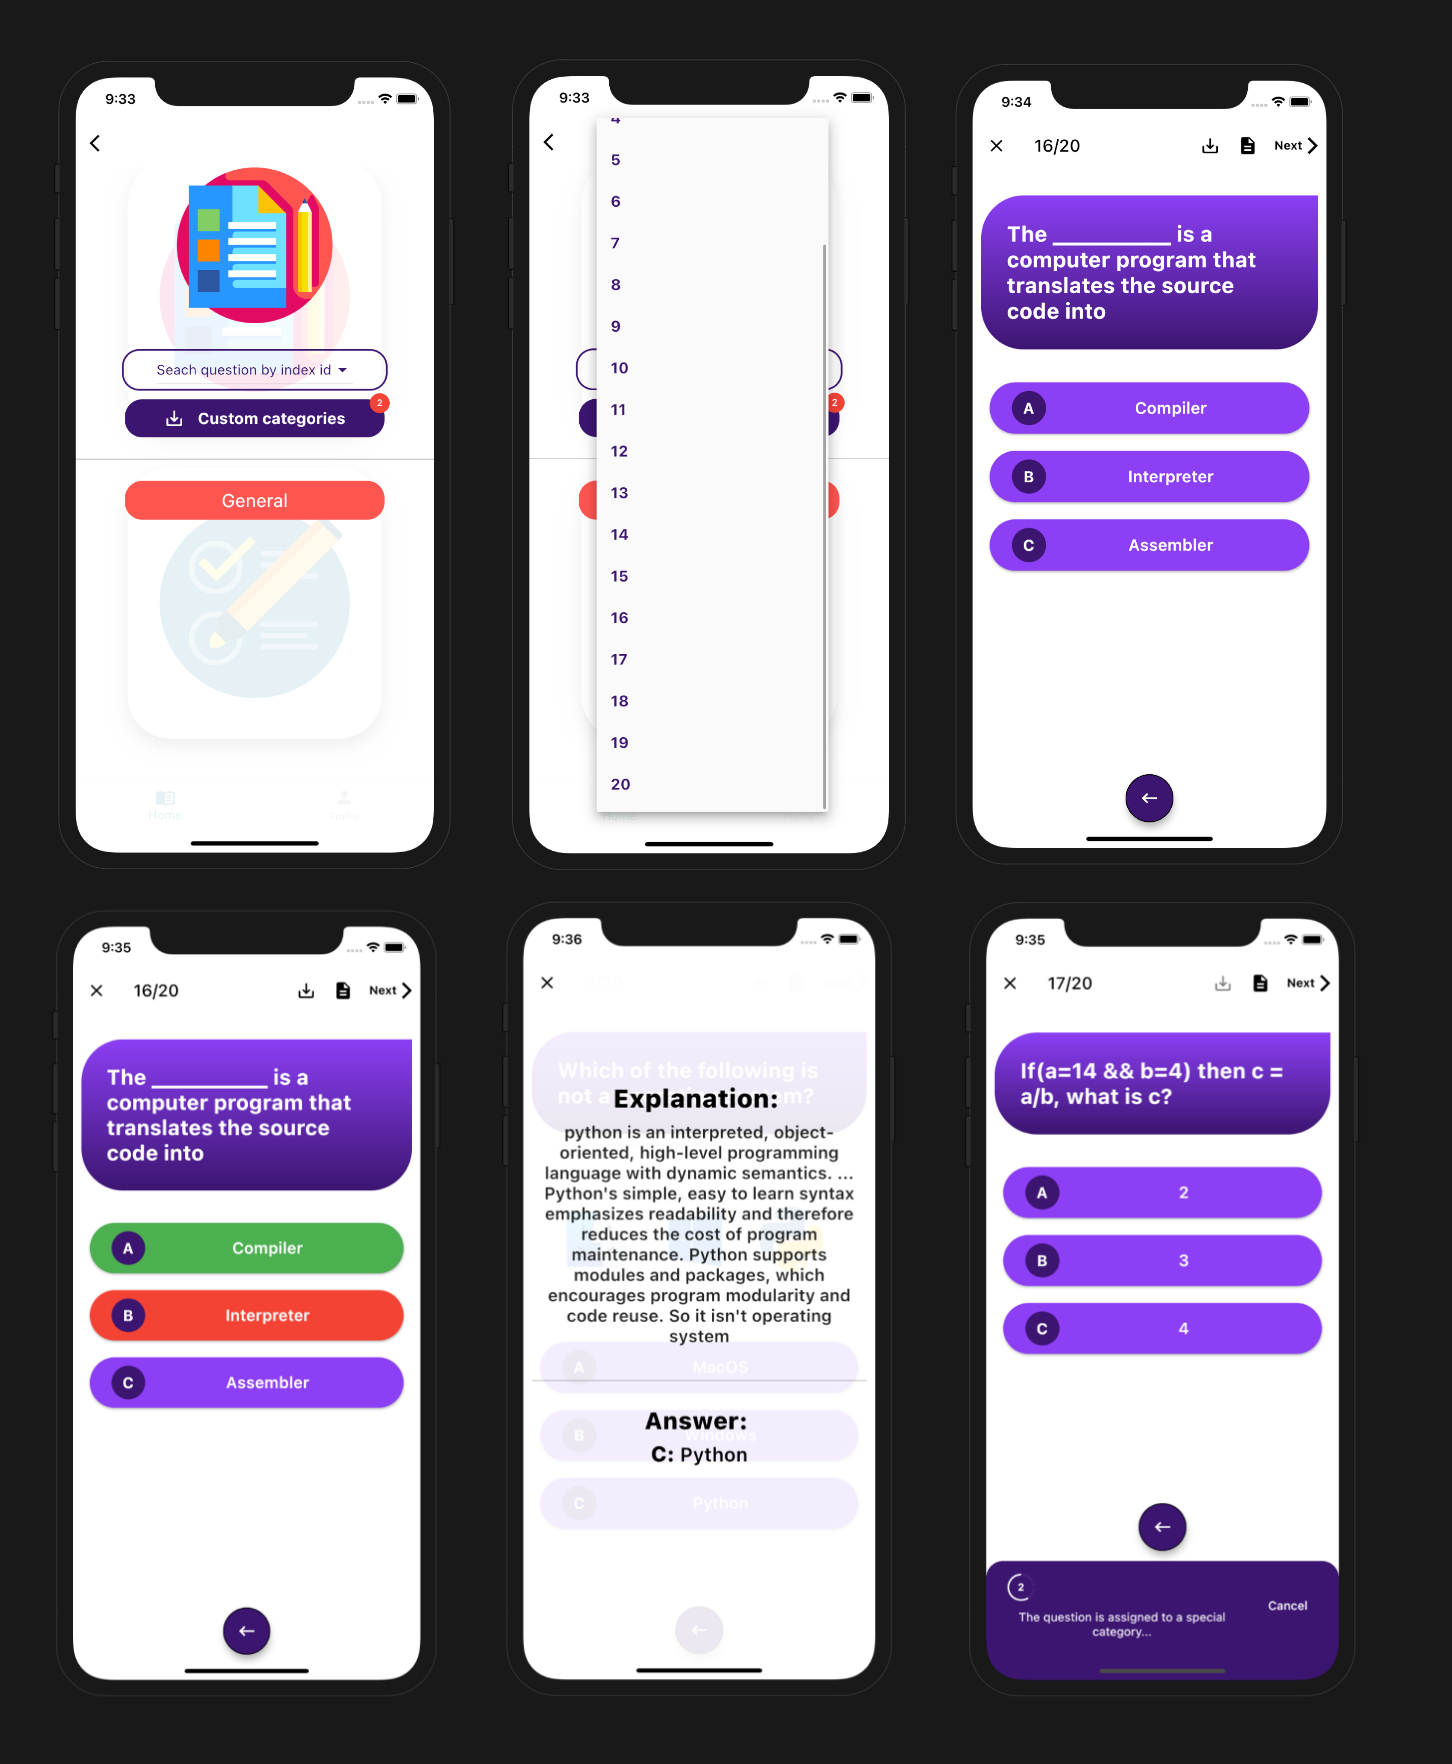 9:33
Seach question by index id
Custom categories
2
General
Home
Profile
9:33
4
5
6
7
8
9
10
11
12
13
14
15
16
17
18
19
20
2
Home
9:34
16/20
Next
The __________ is a
computer program that
translates the source
code into
A Compiler
B Interpreter
C Assembler
9:35
16/20
Next
The __________ is a
computer program that
translates the source
code into
A Compiler
B Interpreter
C Assembler
9:36
Which of the following is
not a
Explanation:
python is an interpreted, object-
oriented, high-level programming
language with dynamic semantics. ...
Python's simple, easy to learn syntax
emphasizes readability and therefore
reduces the cost of program
maintenance. Python supports
modules and packages, which
encourages program modularity and
code reuse. So it isn't operating
system
A MacOS
Answer:
B Windows
C: Python
C Python
9:35
17/20
Next
If(a=14 && b=4) then c =
a/b, what is c?
A 2
B 3
C 4
2
The question is assigned to a special
category...
Cancel